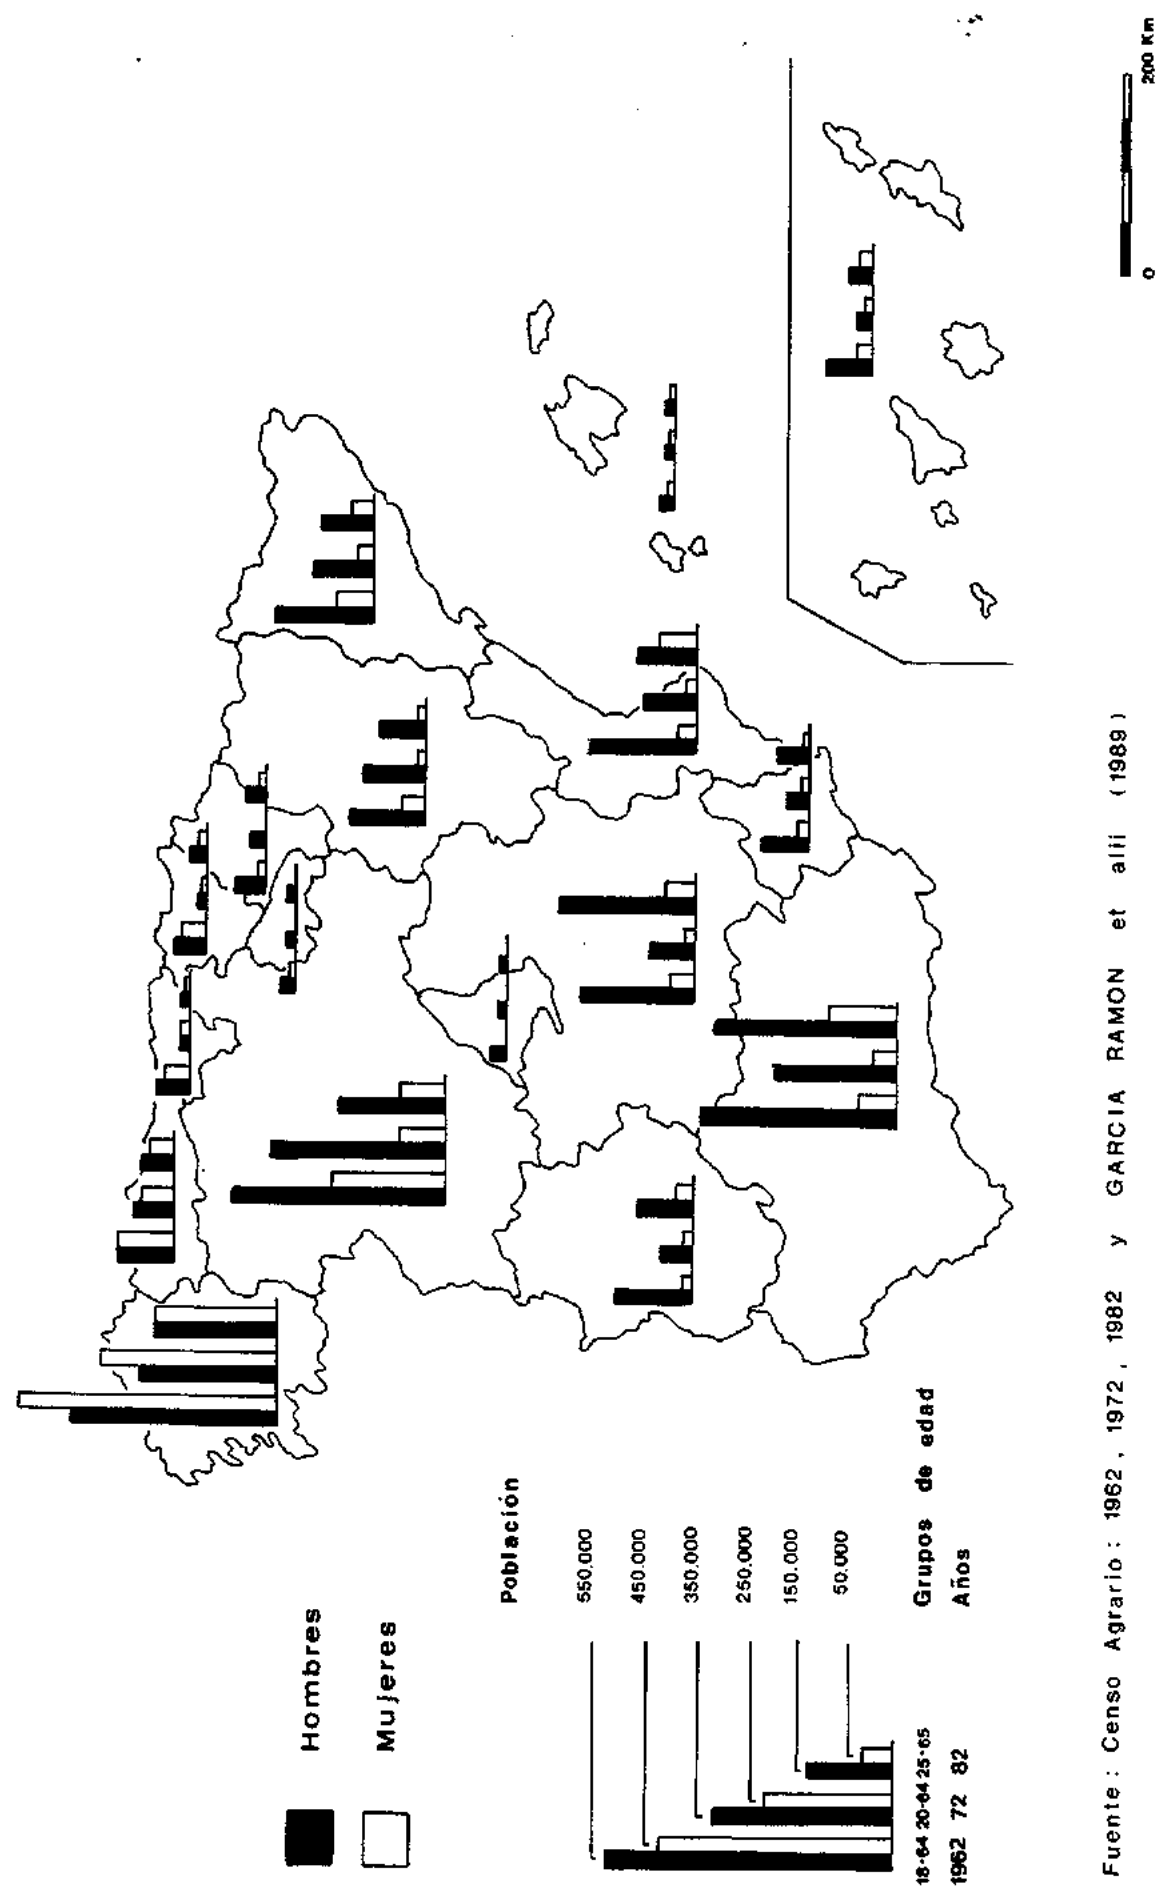 Hombres
Mujeres
Población
550.000
450.000
350.000
250.000
150.000
50.000
Grupos de edad
18-64 20-64 25-65
Años
1962 72 82
0 200 Km
Fuente : Censo Agrario : 1962 , 1972 , 1982 y GARCIA RAMON et alii (1989)